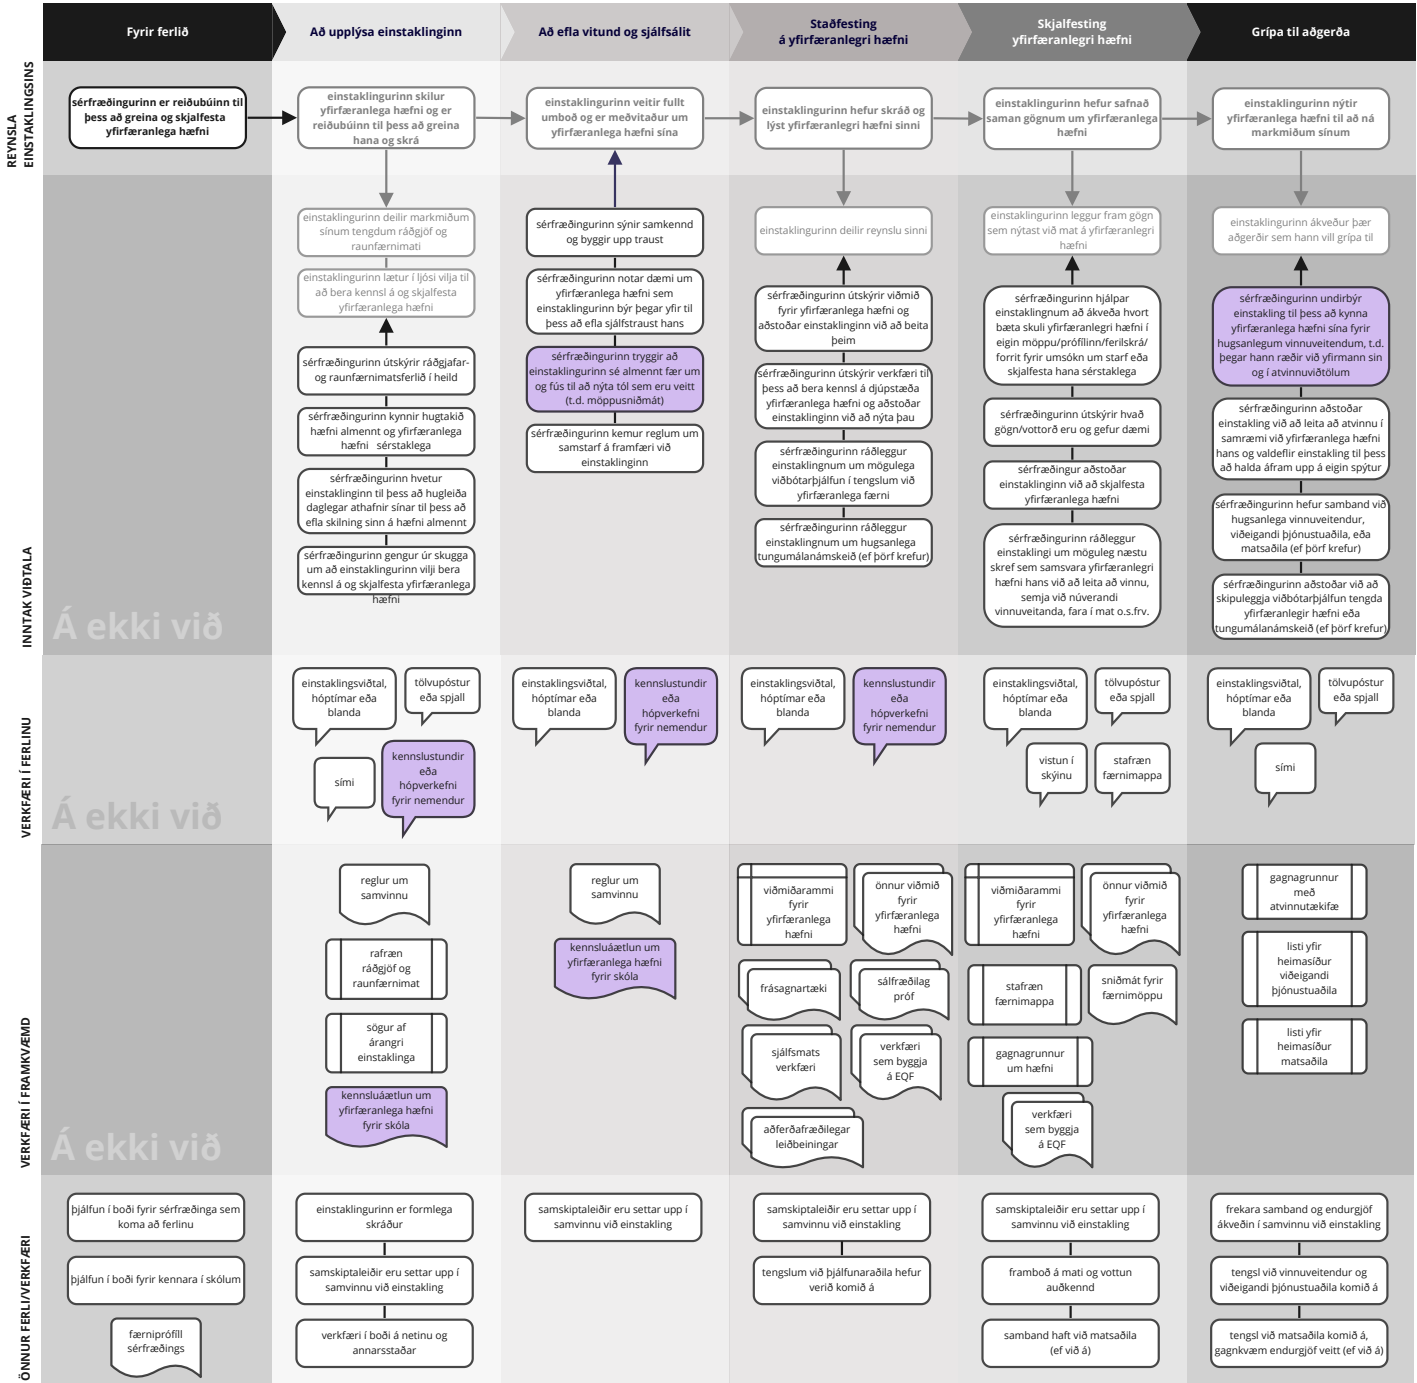 Fyrir ferlið
Að upplýsa einstaklinginn
Að efla vitund og sjálfsálit
Staðfesting
á yfirfæranlegri hæfni
Skjalfesting
yfirfæranlegri hæfni
Grípa til aðgerða
REYNSLA
EINSTAKLINGSINS
sérfræðingurinn er reiðubúinn til
þess að greina og skjalfesta
yfirfæranlega hæfni
einstaklingurinn skilur
yfirfæranlega hæfni og er
reiðubúinn til þess að greina
hana og skrá
einstaklingurinn veitir fullt
umboð og er meðvitaður um
yfirfæranlega hæfni sína
einstaklingurinn hefur skráð og
lýst yfirfæranlegri hæfni sinni
einstaklingurinn hefur safnað
saman gögnum um yfirfæranlega
hæfni
einstaklingurinn nýtir
yfirfæranlega hæfni til að ná
markmiðum sínum
INNTAK VIÐTALA
Á ekki við
einstaklingurinn deilir markmiðum
sínum tengdum ráðgjöf og
raunfærnimati
einstaklingurinn lætur í ljósi vilja til
að bera kennsl á og skjalfesta
yfirfæranlega hæfni
sérfræðingurinn útskýrir ráðgjafar-
og raunfærnimatsferlið í heild
sérfræðingurinn kynnir hugtakið
hæfni almennt og yfirfæranlega
hæfni sérstaklega
sérfræðingurinn hvetur
einstaklinginn til þess að hugleiða
daglegar athafnir sínar til þess að
efla skilning sinn á hæfni almennt
sérfræðingurinn gengur úr skugga
um að einstaklingurinn vilji bera
kennsl á og skjalfesta yfirfæranlega
hæfni
sérfræðingurinn sýnir samkennd
og byggir upp traust
sérfræðingurinn notar dæmi um
yfirfæranlega hæfni sem
einstaklingurinn býr þegar yfir til
þess að efla sjálfstraust hans
sérfræðingurinn tryggir að
einstaklingurinn sé almennt fær um
og fús til að nýta tól sem eru veitt
(t.d. möppusniðmát)
sérfræðingurinn kemur reglum um
samstarf á framfæri við
einstaklinginn
einstaklingurinn deilir reynslu sinni
sérfræðingurinn útskýrir viðmið
fyrir yfirfæranlega hæfni og
aðstoðar einstaklinginn við að beita
þeim
sérfræðingurinn útskýrir verkfæri til
þess að bera kennsl á djúpstæða
yfirfæranlega hæfni og aðstoðar
einstaklinginn við að nýta þau
sérfræðingurinn ráðleggur
einstaklingnum um mögulega
viðbótarþjálfun í tengslum við
yfirfæranlega færni
sérfræðingurinn ráðleggur
einstaklingnum um hugsanlega
tungumálanámskeið (ef þörf krefur)
einstaklingurinn leggur fram gögn
sem nýtast við mat á yfirfæranlegri
hæfni
sérfræðingurinn hjálpar
einstaklingnum að ákveða hvort
bæta skuli yfirfæranlegri hæfni í
eigin möppu/prófílinn/ferilskrá/
forrit fyrir umsókn um starf eða
skjalfesta hana sérstaklega
sérfræðingurinn útskýrir hvað
gögn/vottorð eru og gefur dæmi
sérfræðingur aðstoðar
einstaklinginn við að skjalfesta
yfirfæranlega hæfni
sérfræðingurinn ráðleggur
einstaklingi um möguleg næstu
skref sem samsvara yfirfæranlegri
hæfni hans við að leita að vinnu,
semja við núverandi
vinnuveitanda, fara í mat o.s.frv.
einstaklingurinn ákveður þær
aðgerðir sem hann vill grípa til
sérfræðingurinn undirbýr
einstakling til þess að kynna
yfirfæranlega hæfni sína fyrir
hugsanlegum vinnuveitendum, t.d.
þegar hann ræðir við yfirmann sin
og í atvinnuviðtölum
sérfræðingurinn aðstoðar
einstakling við að leita að atvinnu í
samræmi við yfirfæranlega hæfni
hans og valdeflir einstakling til þess
að halda áfram upp á eigin spýtur
sérfræðingurinn hefur samband við
hugsanlega vinnuveitendur,
viðeigandi þjónustuaðila, eða
matsaðila (ef þörf krefur)
sérfræðingurinn aðstoðar við að
skipuleggja viðbótarþjálfun tengda
yfirfæranlegir hæfni eða
tungumálanámskeið (ef þörf krefur)
VERKFÆRI Í FERLINU
Á ekki við
einstaklingsviðtal,
hóptímar eða
blanda
tölvupóstur
eða spjall
sími
kennslustundir
eða
hópverkefni
fyrir nemendur
einstaklingsviðtal,
hóptímar eða
blanda
kennslustundir
eða
hópverkefni
fyrir nemendur
einstaklingsviðtal,
hóptímar eða
blanda
kennslustundir
eða
hópverkefni
fyrir nemendur
einstaklingsviðtal,
hóptímar eða
blanda
tölvupóstur
eða spjall
vistun í
skýinu
stafræn
færnimappa
einstaklingsviðtal,
hóptímar eða
blanda
tölvupóstur
eða spjall
sími
VERKFÆRI Í FRAMKVÆMD
Á ekki við
reglur um
samvinnu
rafræn
ráðgjöf og
raunfærnimat
sögur af
árangri
einstaklinga
kennsluáætlun um
yfirfæranlega hæfni
fyrir skóla
reglur um
samvinnu
kennsluáætlun um
yfirfæranlega hæfni
fyrir skóla
viðmiðarammi
fyrir
yfirfæranlega
hæfni
önnur viðmið
fyrir
yfirfæranlega
hæfni
frásagnartæki
sálfræðilag
próf
sjálfsmats
verkfæri
verkfæri
sem byggja
á EQF
aðferðafræðilegar
leiðbeiningar
viðmiðarammi
fyrir
yfirfæranlega
hæfni
önnur viðmið
fyrir
yfirfæranlega
hæfni
stafræn
færnimappa
sniðmát fyrir
færnimöppu
gagnagrunnur
um hæfni
verkfæri
sem byggja
á EQF
gagnagrunnur
með
atvinnutækifæ
listi yfir
heimasíður
viðeigandi
þjónustuaðila
listi yfir
heimasíður
matsaðila
ÖNNUR FERLI/VERKFÆRI
þjálfun í boði fyrir sérfræðinga sem
koma að ferlinu
þjálfun í boði fyrir kennara í skólum
færniprófíll
sérfræðings
einstaklingurinn er formlega
skráður
samskiptaleiðir eru settar upp í
samvinnu við einstakling
verkfæri í boði á netinu og
annarsstaðar
samskiptaleiðir eru settar upp í
samvinnu við einstakling
samskiptaleiðir eru settar upp í
samvinnu við einstakling
tengslum við þjálfunaraðila hefur
verið komið á
samskiptaleiðir eru settar upp í
samvinnu við einstakling
framboð á mati og vottun
auðkennd
samband haft við matsaðila
(ef við á)
frekara samband og endurgjöf
ákveðin í samvinnu við einstakling
tengsl við vinnuveitendur og
viðeigandi þjónustuaðila komið á
tengsl við matsaðila komið á,
gagnkvæm endurgjöf veitt (ef við á)